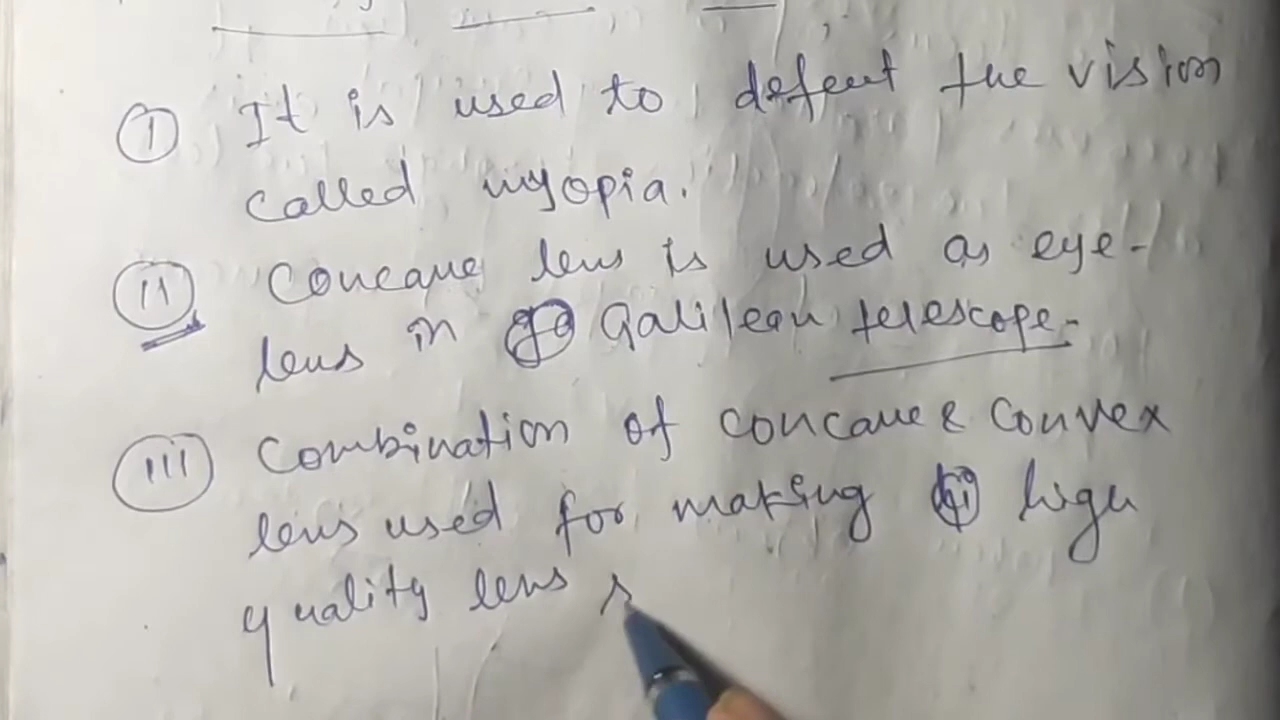 I It is used to defect the vision
called myopia.
II Concave lens is used as eye-
lens in Galilean telescope.
III Combination of concave & convex
lens used for making high
quality lens s